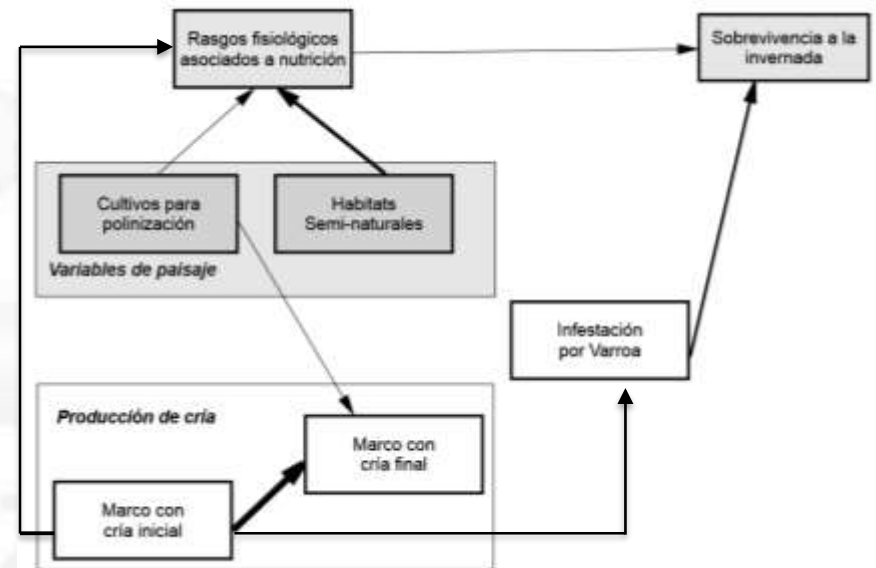 Rasgos fisiológicos
asociados a nutrición
Sobrevivencia a la
invernada
Cultivos para
polinización
Habitats
Semi-naturales
Variables de paisaje
Infestación
por Varroa
Producción de cría
Marco con
cría final
Marco con
cría inicial